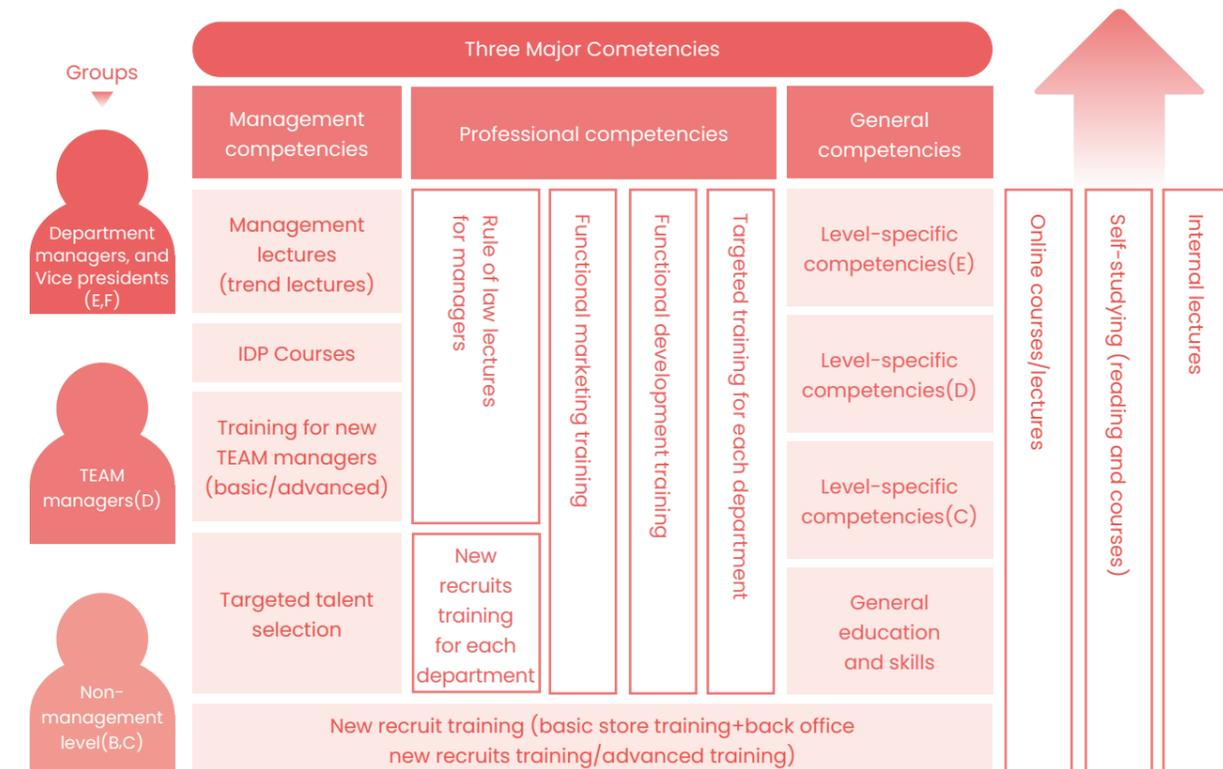 Three Major Cometencies
Groups
Management
competencies
Professional competencies
General
competencies
Department
managers, and
Vice presidents
(E,F)
TEAM
managers(D)
Non-
management
level(B,C)
Management
lectures
(trend lectures)
IDP Courses
Training for new
TEAM managers
(basic/advanced)
Targeted talent
selection
Rule of law lectures
for managers
New
recruits
training
for each
department
Functional marketing training
Functional development training
Targeted training for each department
Level-specific
competencies(E)
Level-specific
competencies(D)
Level-specific
competencies(C)
General
education
and skills
New recruit training (basic store training+back office
new recruits training/advanced training)
Online courses/lectures
Self-studying (reading and courses)
Internal lectures